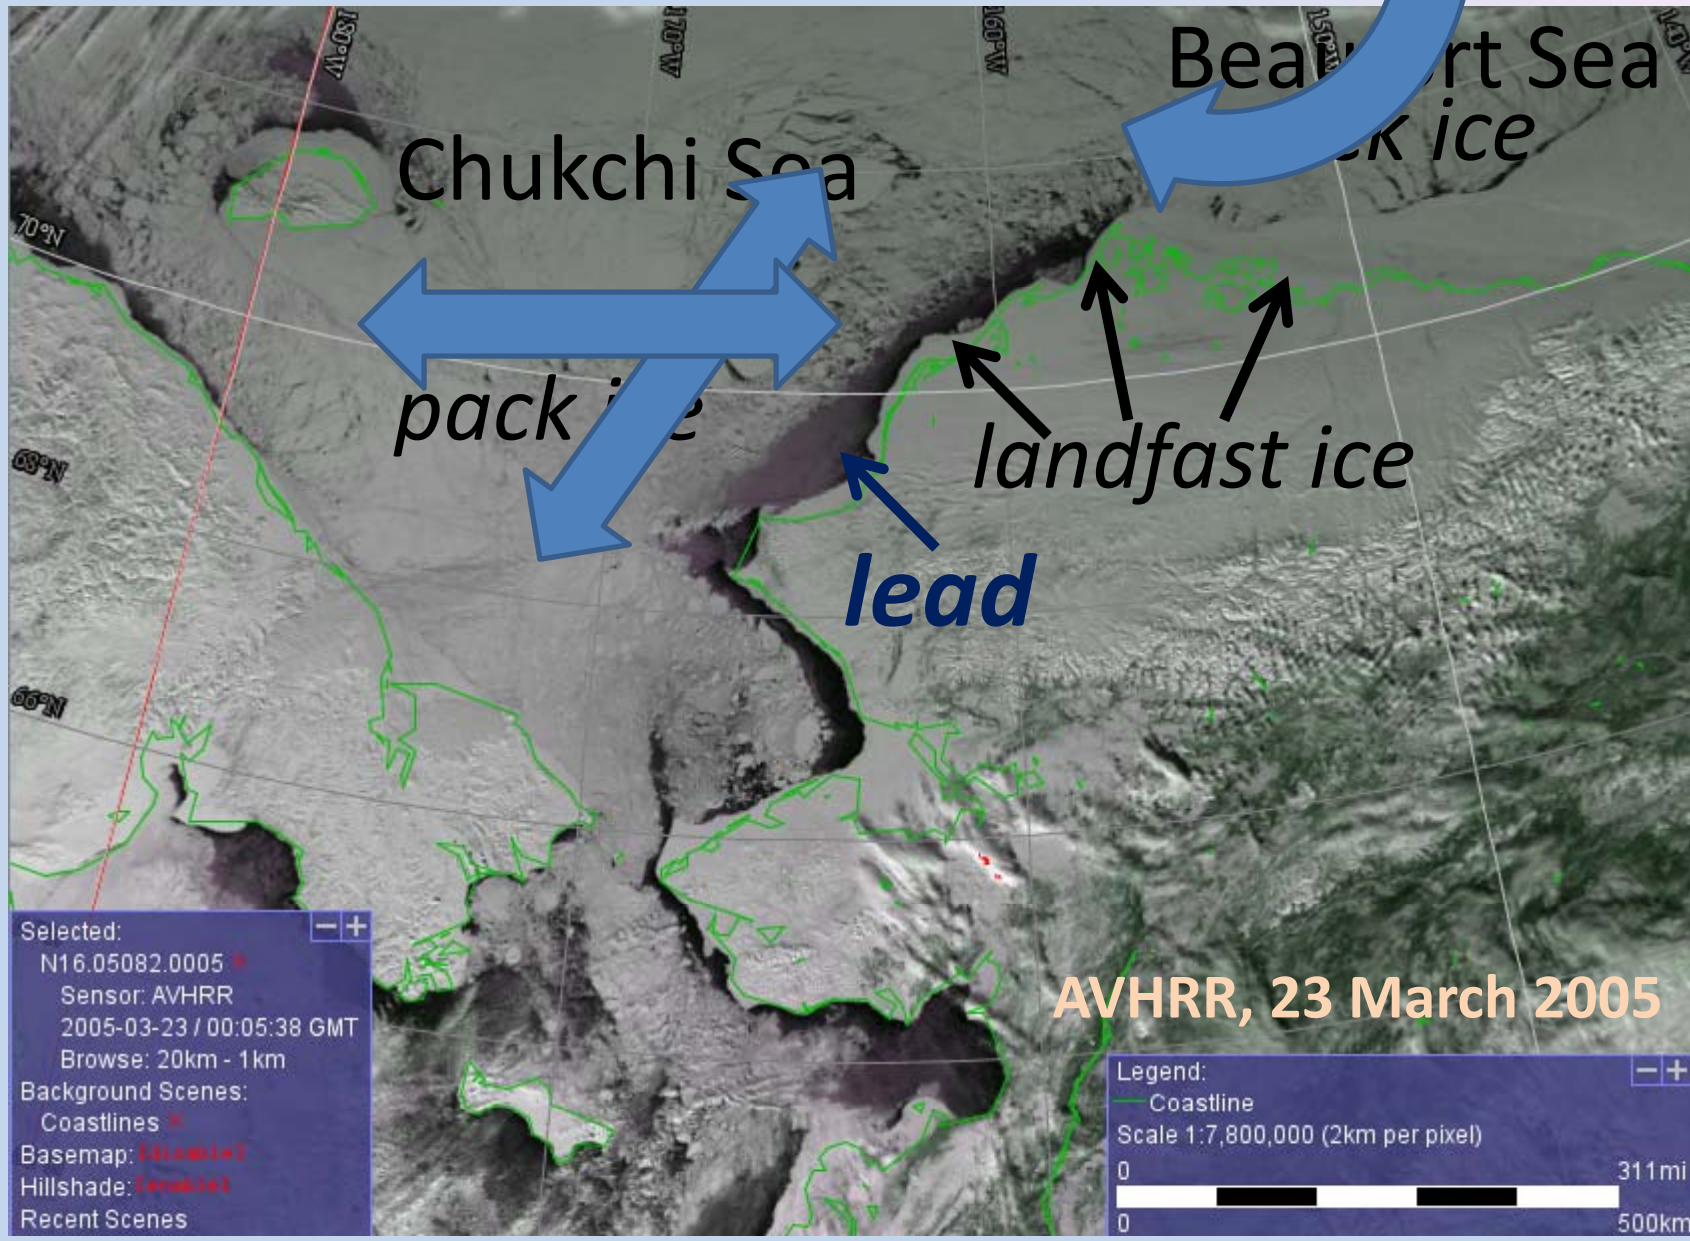 180°W
170°W
160°W
150°W
140°W
Beaufort Sea
ice
Chukchi Sea
70°N
pack ice
landfast ice
68°N
lead
66°N
AVHRR, 23 March 2005
Selected:
N16.05082.0005 ×
Sensor: AVHRR
2005-03-23 / 00:05:38 GMT
Browse: 20km - 1km
Background Scenes:
Coastlines ×
Basemap:
Hillshade:
Recent Scenes
Legend:
Coastline
Scale 1:7,800,000 (2km per pixel)
0 311mi
0 500km